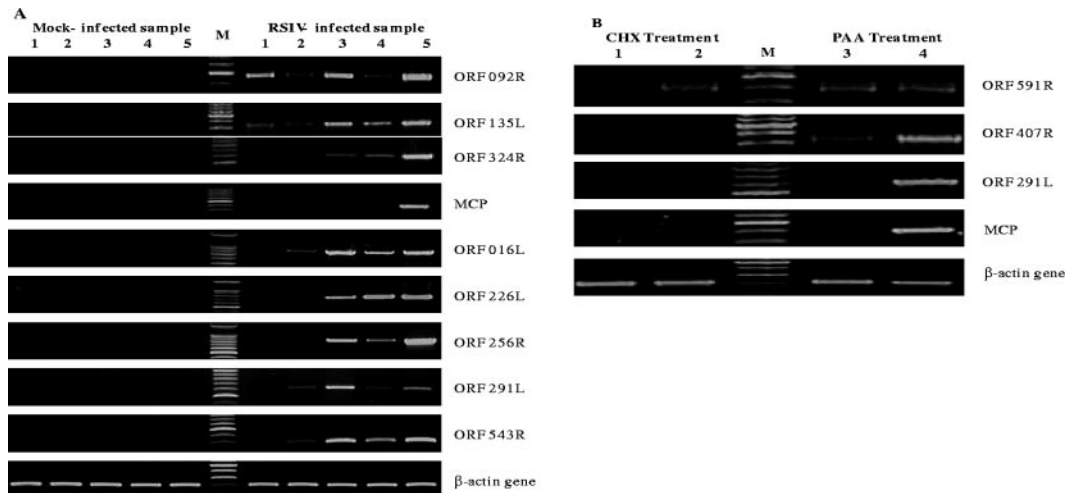 A
Mock- infected sample
M
RSIV- infected sample
1 2 3 4 5
1 2 3 4 5
ORF092R
ORF135L
ORF324R
MCP
ORF016L
ORF226L
ORF256R
ORF291L
ORF543R
β-actin gene
B
CHX Treatment
M
PAA Treatment
1 2
3 4
ORF591R
ORF407R
ORF291L
MCP
β-actin gene